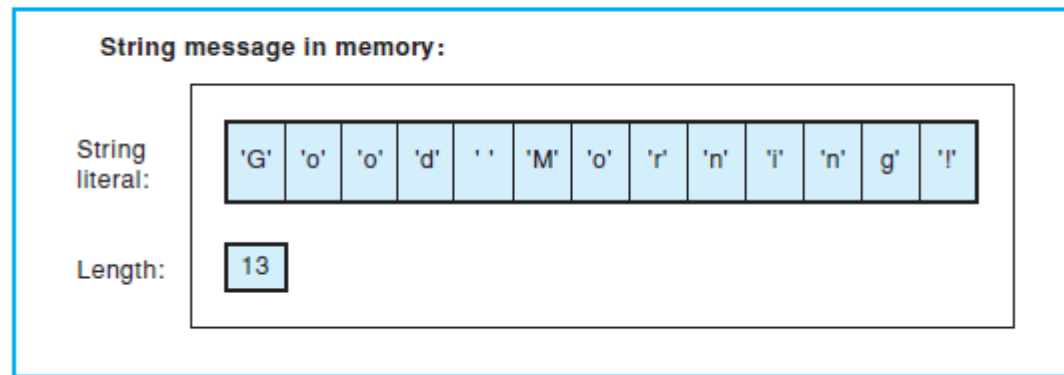 String message in memory:
String
literal:
'G' 'o' 'o' 'd' ' ' 'M' 'o' 'r' 'n' 'i' 'n' g' '!'
Length:
13